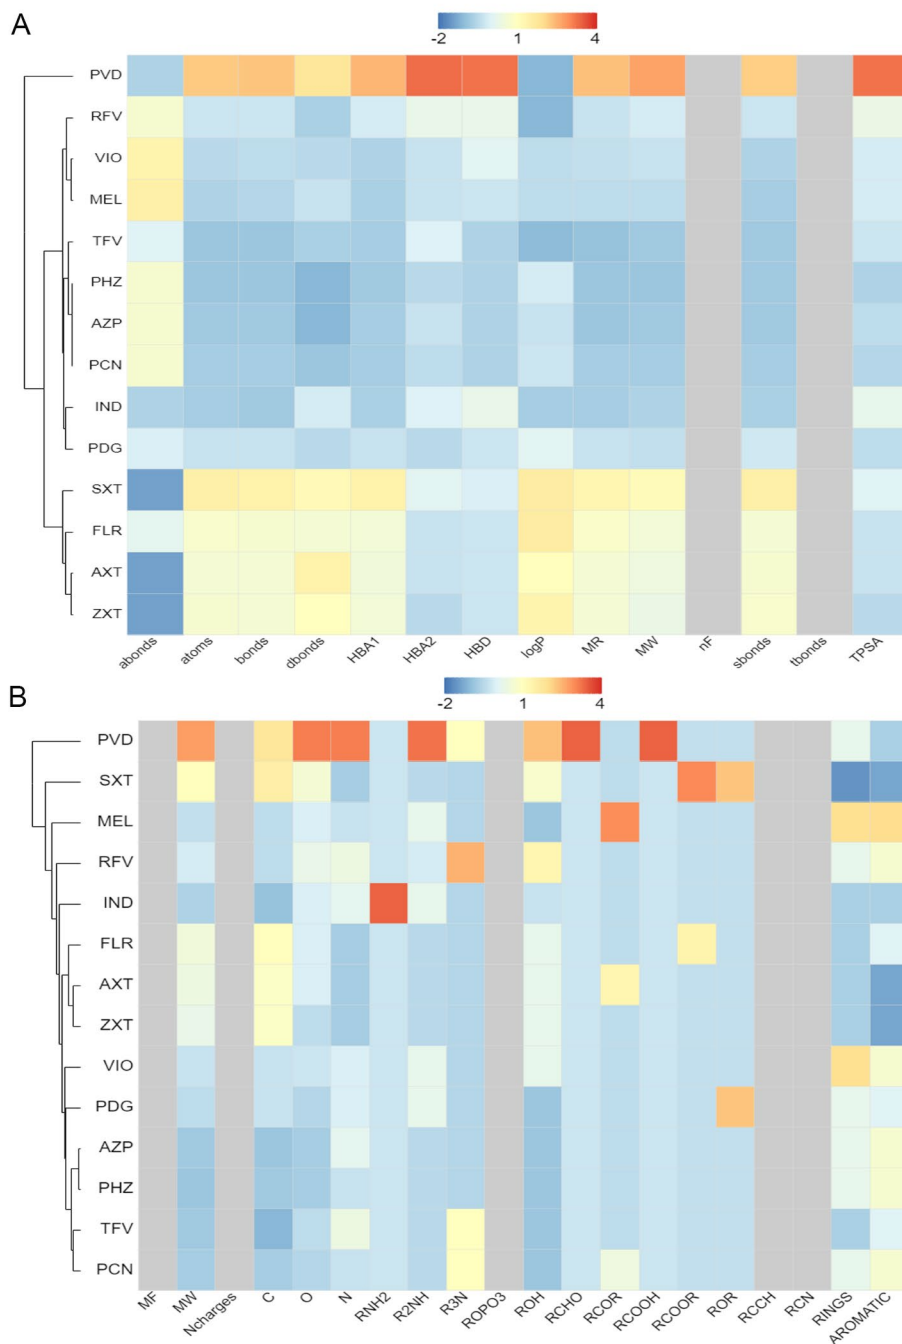 A
-2 1 4
PVD
RFV
VIO
MEL
TFV
PHZ
AZP
PCN
IND
PDG
SXT
FLR
AXT
ZXT
abonds atoms bonds dbonds HBA1 HBA2 HBD logP MR MW nF sbonds tbonds TPSA
B
-2 1 4
PVD
SXT
MEL
RFV
IND
FLR
AXT
ZXT
VIO
PDG
AZP
PHZ
TFV
PCN
MF MW Ncharges C O N RNH2 R2NH R3N ROPO3 ROH RCHO RCOR RCOOH RCOOR ROR RCCH RCN RINGS AROMATIC